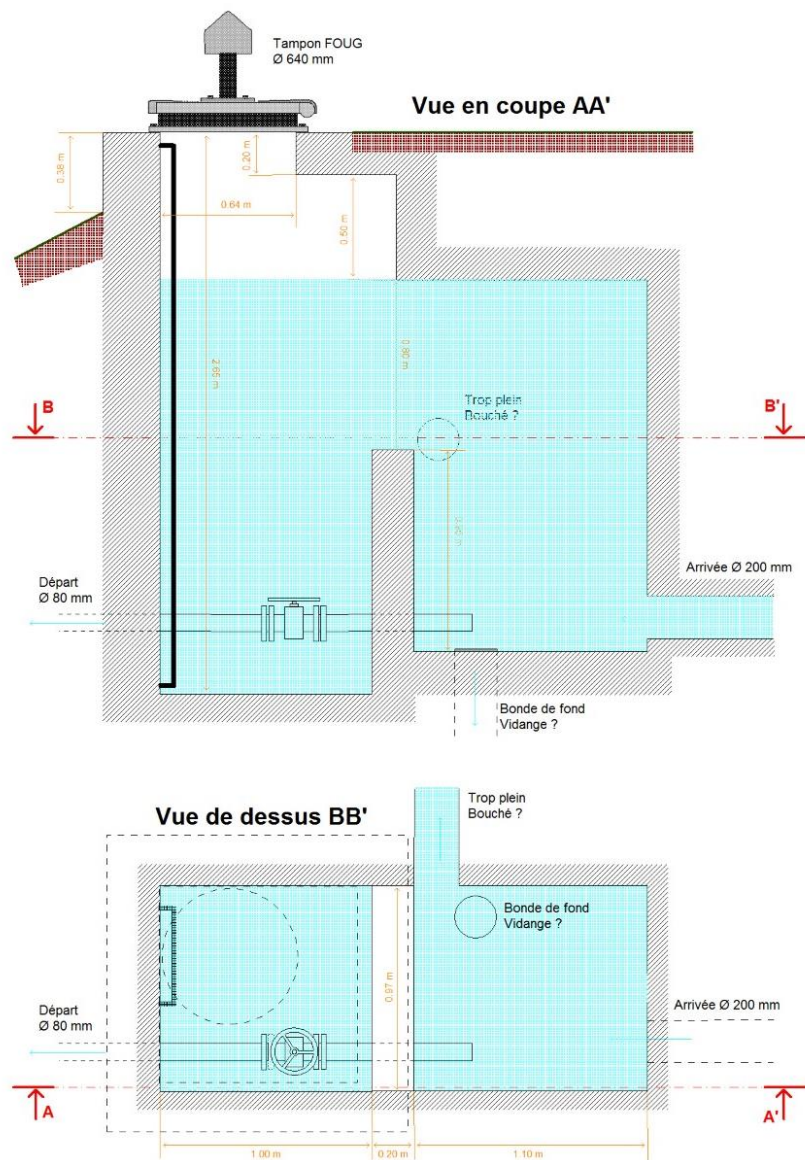 Tampon FOUG
Ø 640 mm
Vue en coupe AA'
0.38 m
0.20 m
0.64 m
0.50 m
2.65 m
0.80 m
Trop plein
Bouché ?
B
B'
Départ
Ø 80 mm
Arrivée Ø 200 mm
Bonde de fond
Vidange ?
Vue de dessus BB'
Trop plein
Bouché ?
Bonde de fond
Vidange ?
0.97 m
Départ
Ø 80 mm
Arrivée Ø 200 mm
A
A'
1.00 m
0.20 m
1.10 m